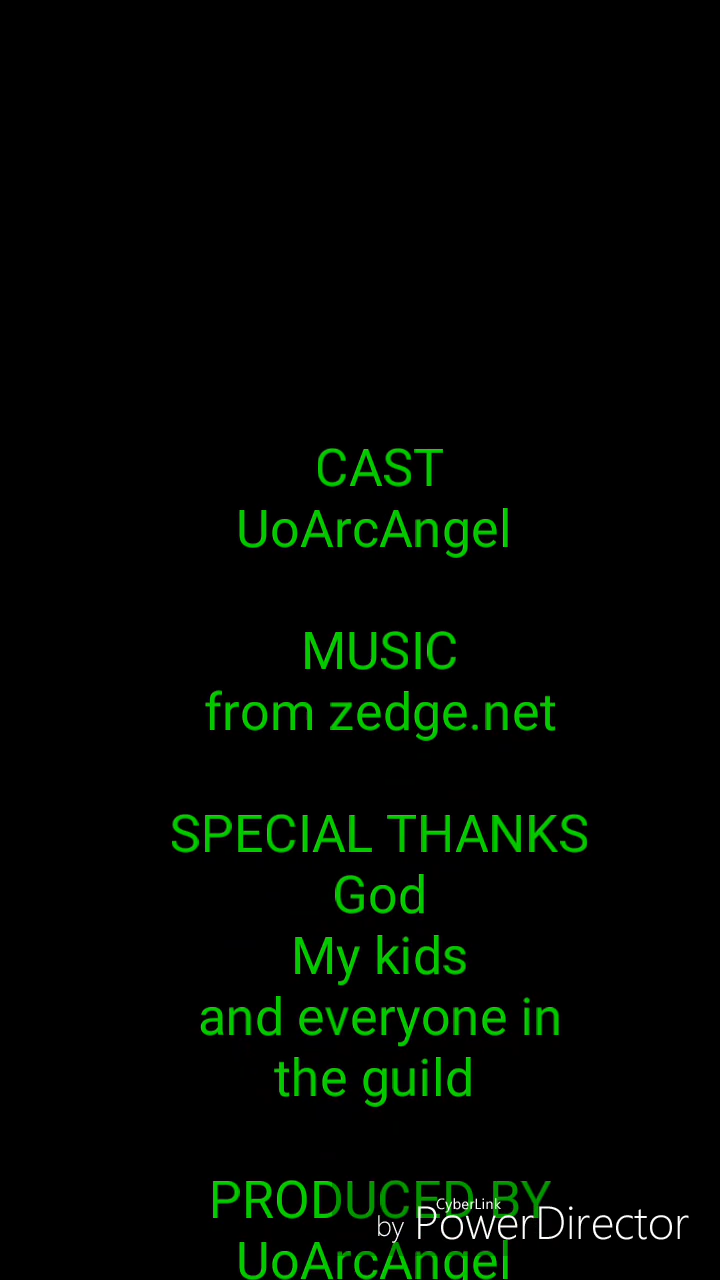 CAST
UoArcAngel
MUSIC
from zedge.net
SPECIAL THANKS
God
My kids
and everyone in
the guild
PRODUCED BY
CyberLink
by PowerDirector
UoArcAngel